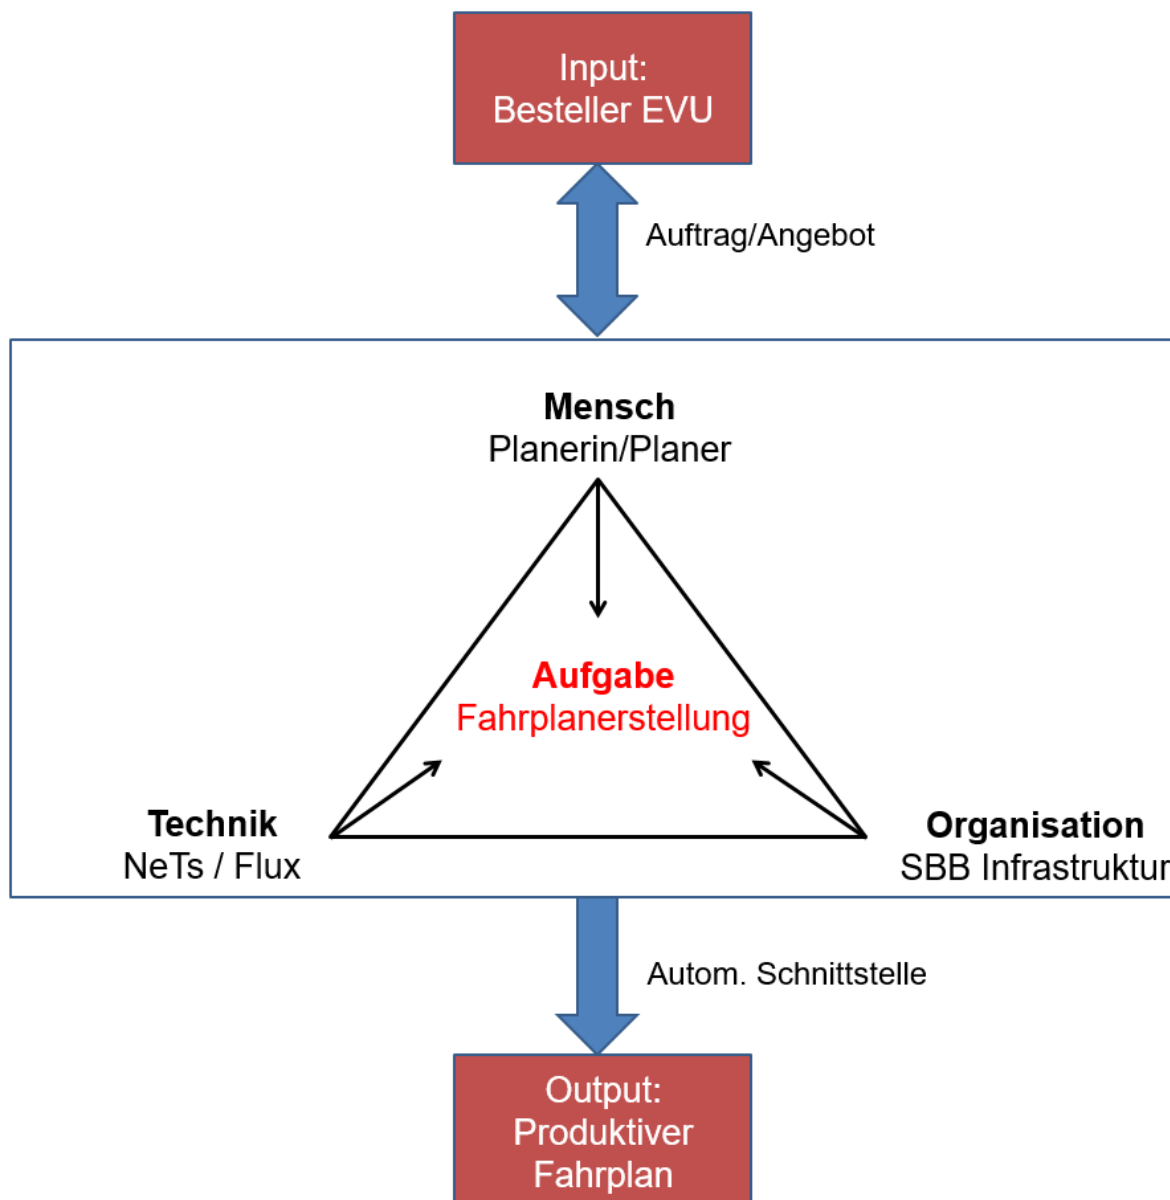 Input:
Besteller EVU
Auftrag/Angebot
Mensch
Planerin/Planer
Aufgabe
Fahrplanerstellung
Technik
NeTs / Flux
Organisation
SBB Infrastruktur
Autom. Schnittstelle
Output:
Produktiver
Fahrplan